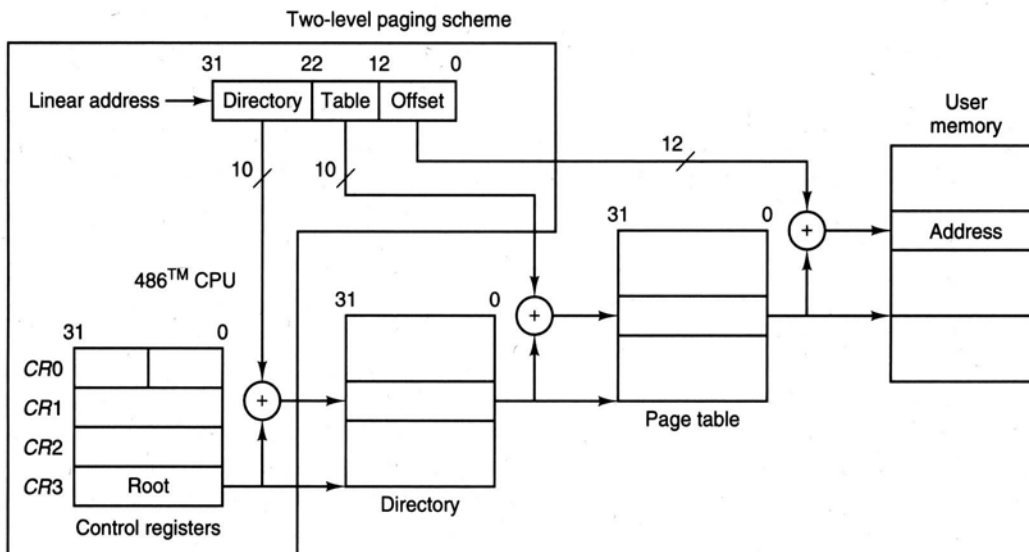 Two-level paging scheme
31 22 12 0
Linear address Directory Table Offset
User
memory
12
10 10
31 0
Address
486™ CPU
31 0
31 0
CR0
CR1
Page table
CR2
CR3 Root
Directory
Control registers